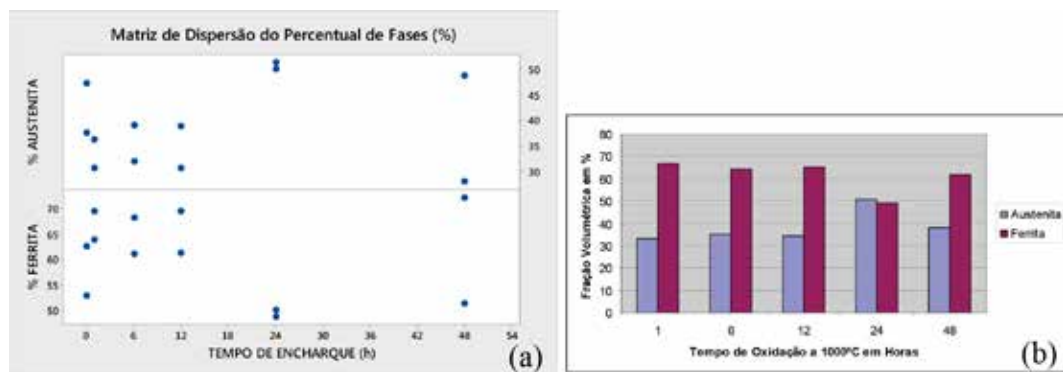 Matriz de Dispersão do Percentual de Fases (%)
% AUSTENITA
50
45
40
35
30
% FERRITA
70
65
60
55
50
0 6 12 18 24 30 36 42 48 54
TEMPO DE ENCHARQUE (h)
(a)
Fração Volumétrica em %
80
70
60
50
40
30
20
10
0
1 6 12 24 48
Tempo de Oxidação a 1000ºC em Horas
Austenita
Ferrita
(b)